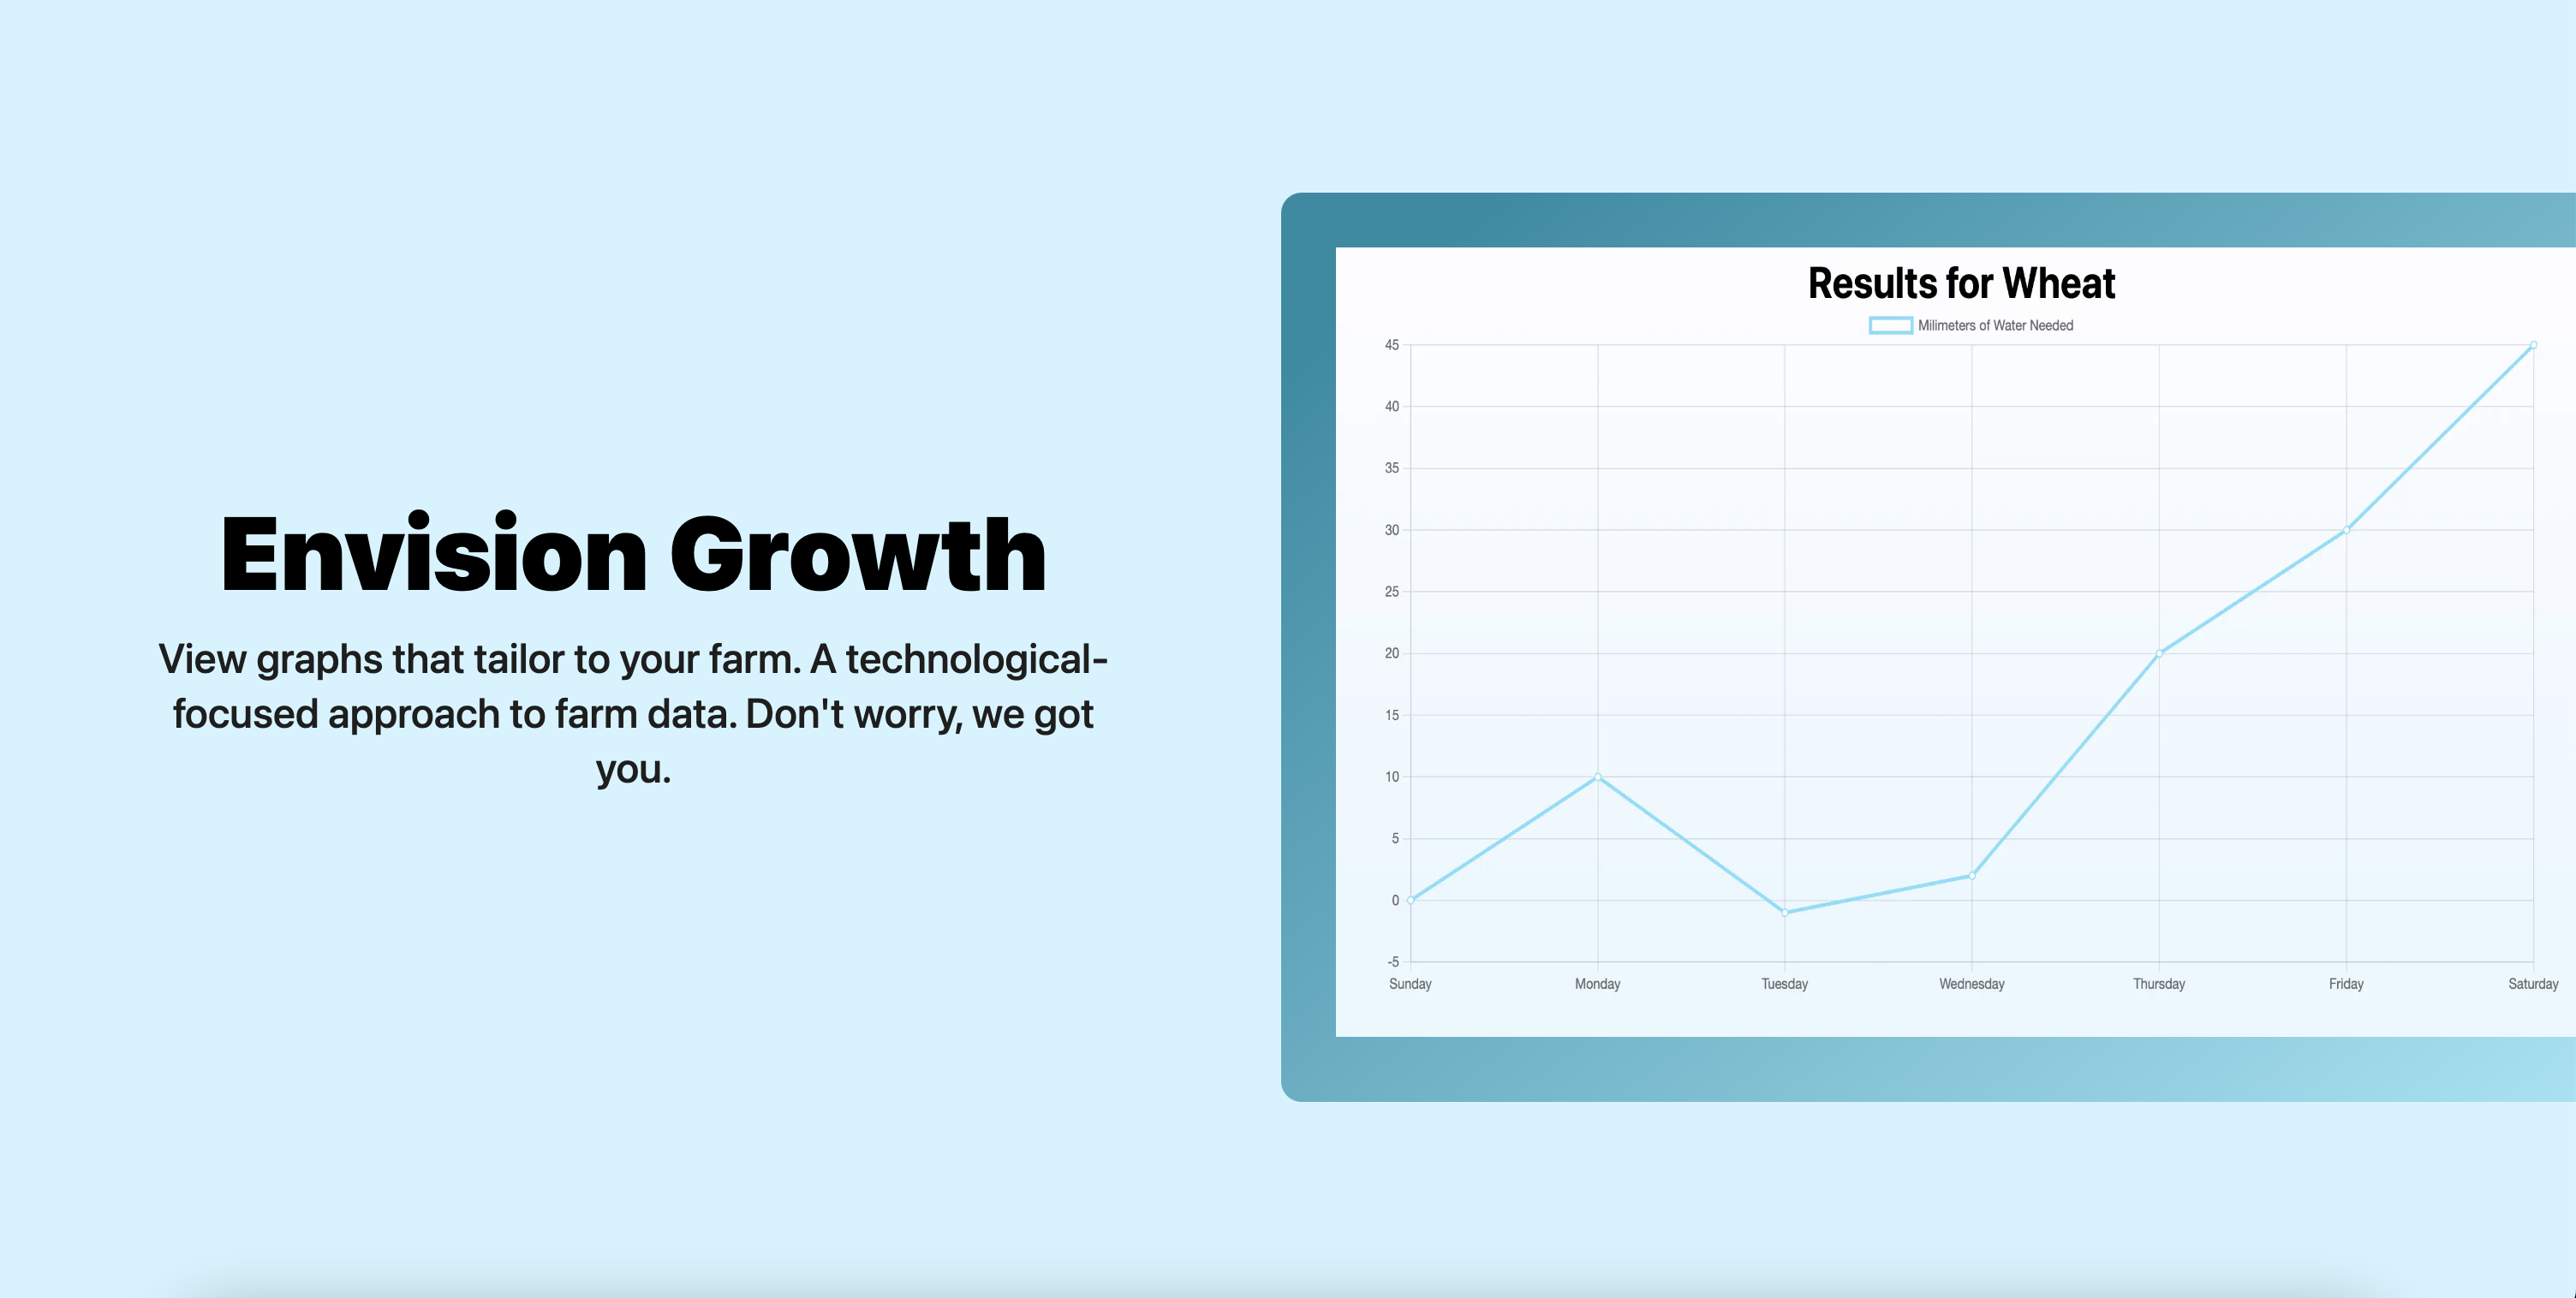 Envision Growth
View graphs that tailor to your farm. A technological-
focused approach to farm data. Don't worry, we got
you.
Results for Wheat
Milimeters of Water Needed
45
40
35
30
25
20
15
10
5
0
-5
Sunday Monday Tuesday Wednesday Thursday Friday Saturday